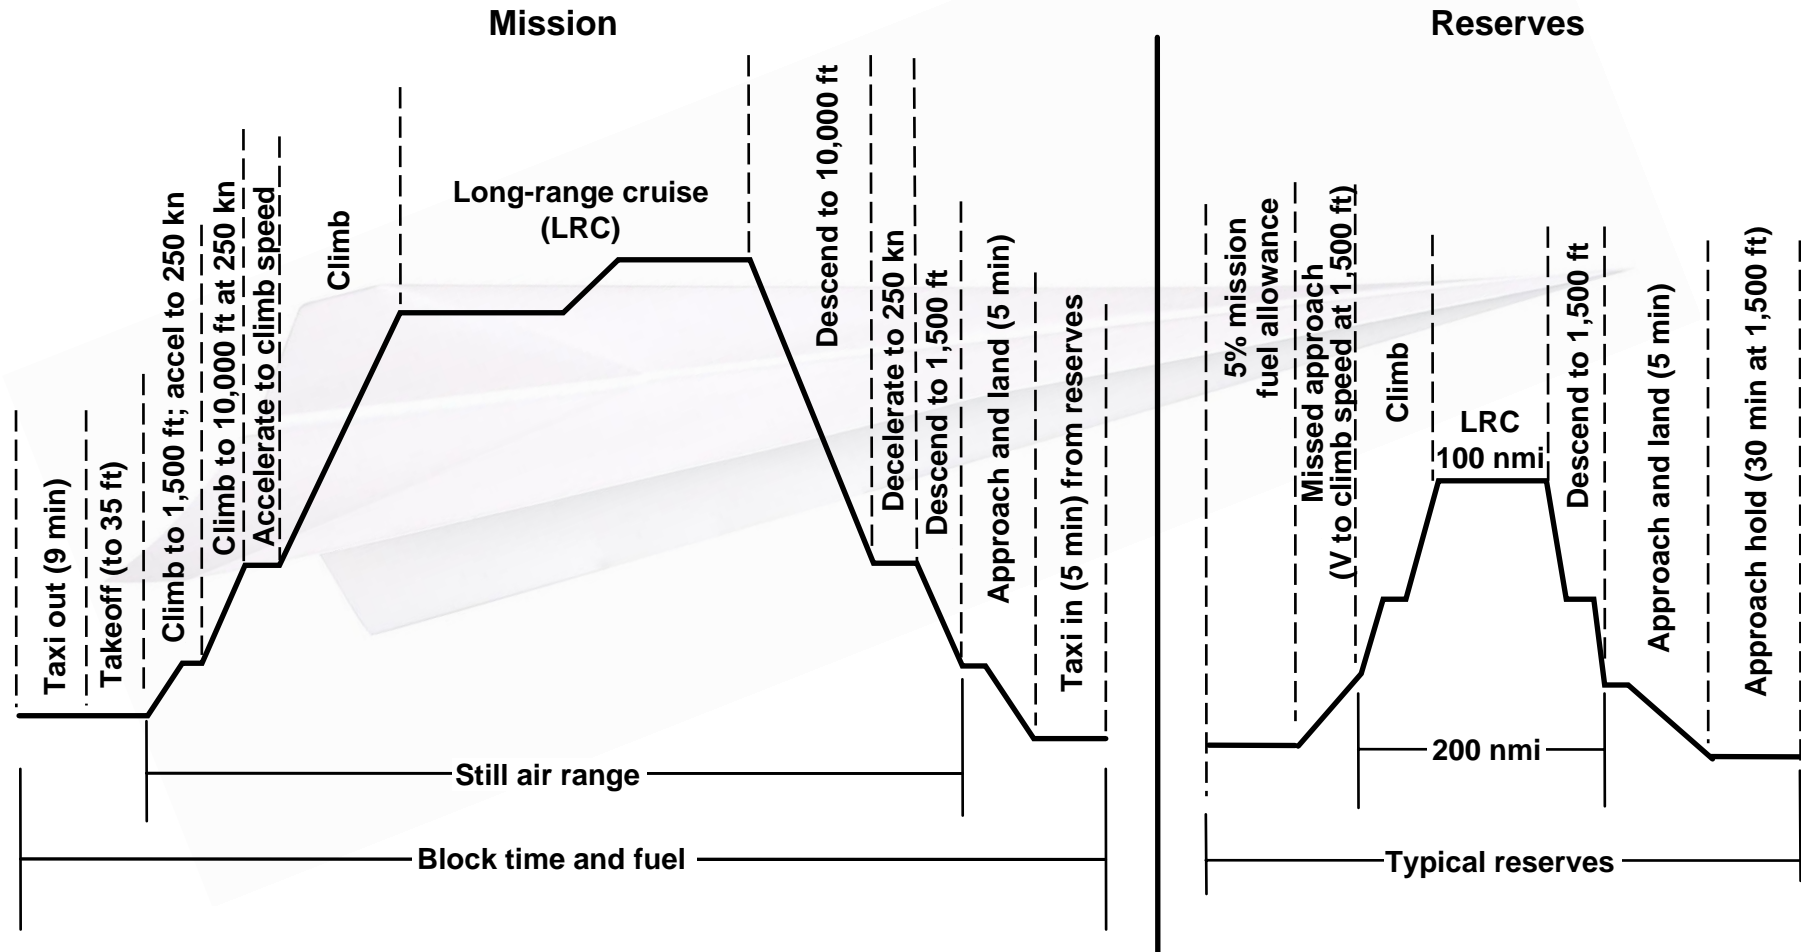 Mission
Reserves
Taxi out (9 min)
Takeoff (to 35 ft)
Climb to 1,500 ft; accel to 250 kn
Climb to 10,000 ft at 250 kn
Accelerate to climb speed
Climb
Long-range cruise
(LRC)
Descend to 10,000 ft
Decelerate to 250 kn
Descend to 1,500 ft
Approach and land (5 min)
Taxi in (5 min) from reserves
5% mission
fuel allowance
Missed approach
(V to climb speed at 1,500 ft)
Climb
LRC
100 nmi
Descend to 1,500 ft
Approach and land (5 min)
Approach hold (30 min at 1,500 ft)
Still air range
200 nmi
Block time and fuel
Typical reserves